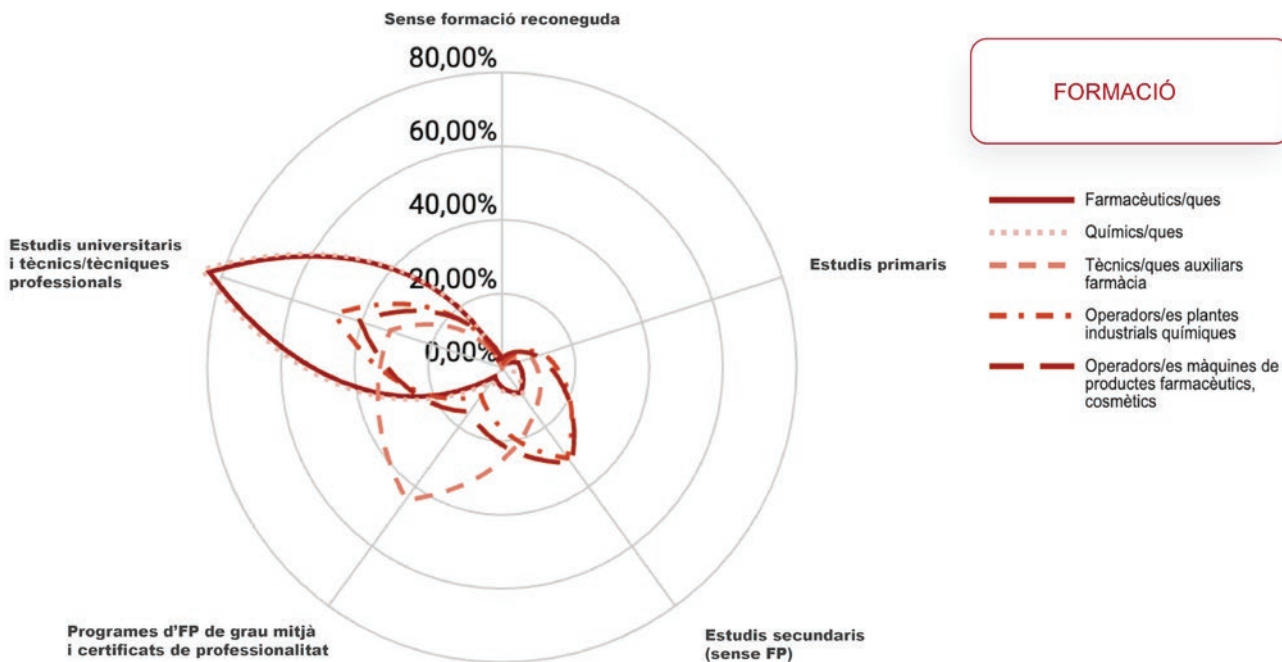 Sense formació reconeguda
80,00%
60,00%
40,00%
20,00%
0,00%
Estudis primaris
Estudis secundaris
(sense FP)
Programes d'FP de grau mitjà
i certificats de professionalitat
Estudis universitaris
i tècnics/tècniques
professionals
FORMACIÓ
Farmacèutics/ques
Químics/ques
Tècnics/ques auxiliars
farmàcia
Operadors/es plantes
industrials químiques
Operadors/es màquines de
productes farmacèutics,
cosmètics